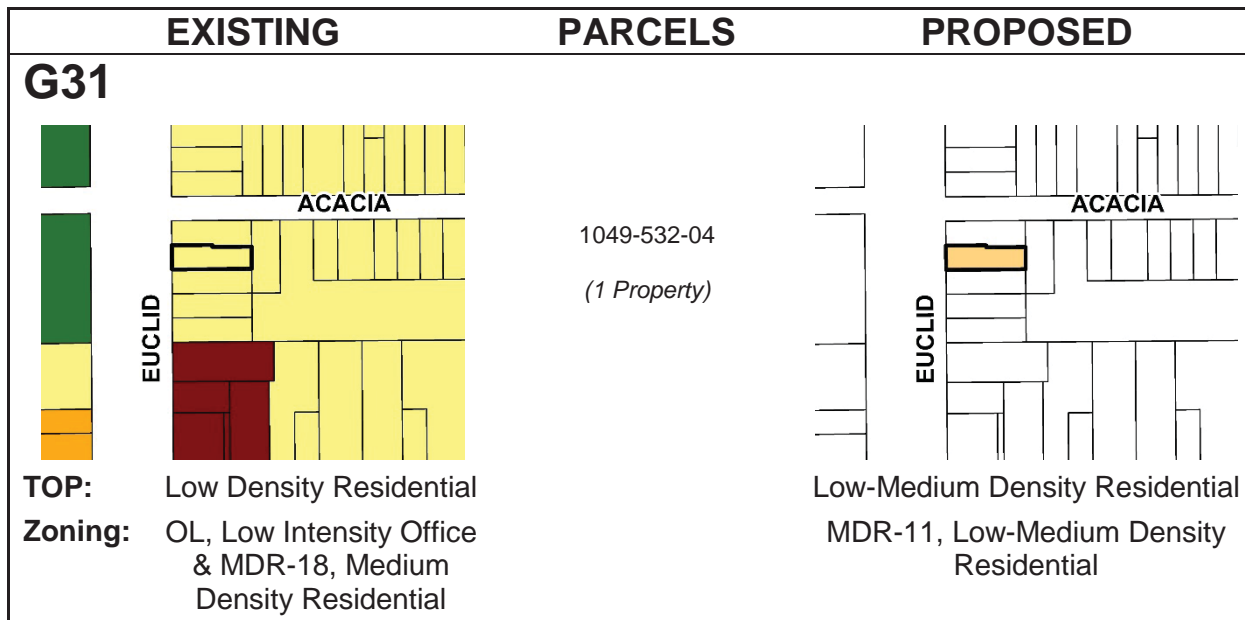 EXISTING PARCELS PROPOSED
G31
ACACIA
EUCLID
1049-532-04
(1 Property)
ACACIA
EUCLID
TOP: Low Density Residential Low-Medium Density Residential
Zoning: OL, Low Intensity Office
& MDR-18, Medium
Density Residential
MDR-11, Low-Medium Density
Residential